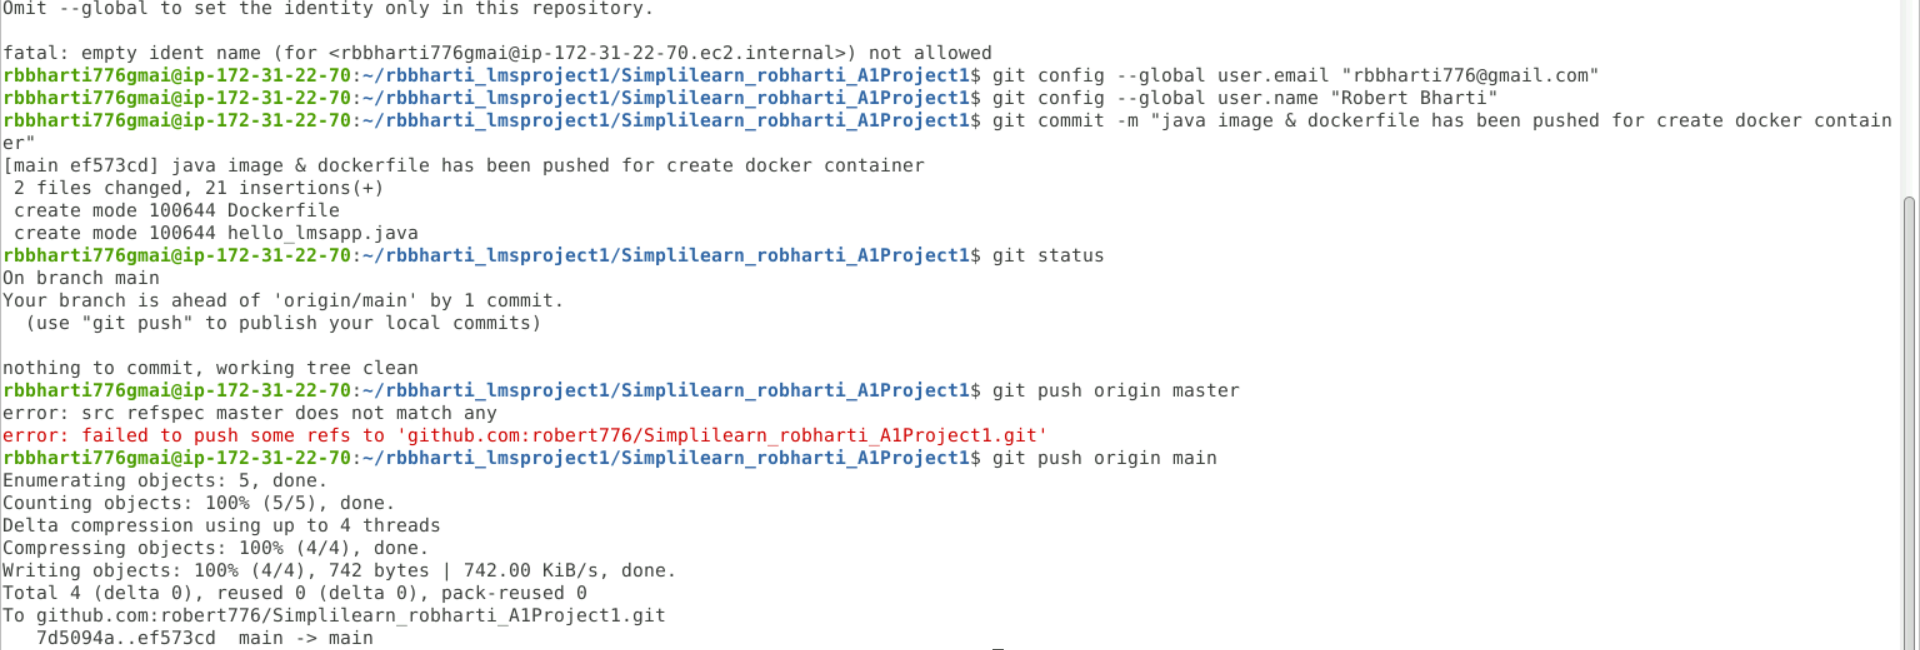 Omit --global to set the identity only in this repository.
fatal: empty ident name (for <rbbharti776gmai@ip-172-31-22-70.ec2.internal>) not allowed
rbbharti776gmai@ip-172-31-22-70:~/rbbharti_lmsproject1/Simplilearn_robharti_A1Project1$ git config --global user.email "rbbharti776@gmail.com"
rbbharti776gmai@ip-172-31-22-70:~/rbbharti_lmsproject1/Simplilearn_robharti_A1Project1$ git config --global user.name "Robert Bharti"
rbbharti776gmai@ip-172-31-22-70:~/rbbharti_lmsproject1/Simplilearn_robharti_A1Project1$ git commit -m "java image & dockerfile has been pushed for create docker contain
er"
[main ef573cd] java image & dockerfile has been pushed for create docker container
 2 files changed, 21 insertions(+)
 create mode 100644 Dockerfile
 create mode 100644 hello_lmsapp.java
rbbharti776gmai@ip-172-31-22-70:~/rbbharti_lmsproject1/Simplilearn_robharti_A1Project1$ git status
On branch main
Your branch is ahead of 'origin/main' by 1 commit.
  (use "git push" to publish your local commits)
nothing to commit, working tree clean
rbbharti776gmai@ip-172-31-22-70:~/rbbharti_lmsproject1/Simplilearn_robharti_A1Project1$ git push origin master
error: src refspec master does not match any
error: failed to push some refs to 'github.com:robert776/Simplilearn_robharti_A1Project1.git'
rbbharti776gmai@ip-172-31-22-70:~/rbbharti_lmsproject1/Simplilearn_robharti_A1Project1$ git push origin main
Enumerating objects: 5, done.
Counting objects: 100% (5/5), done.
Delta compression using up to 4 threads
Compressing objects: 100% (4/4), done.
Writing objects: 100% (4/4), 742 bytes | 742.00 KiB/s, done.
Total 4 (delta 0), reused 0 (delta 0), pack-reused 0
To github.com:robert776/Simplilearn_robharti_A1Project1.git
   7d5094a..ef573cd  main -> main